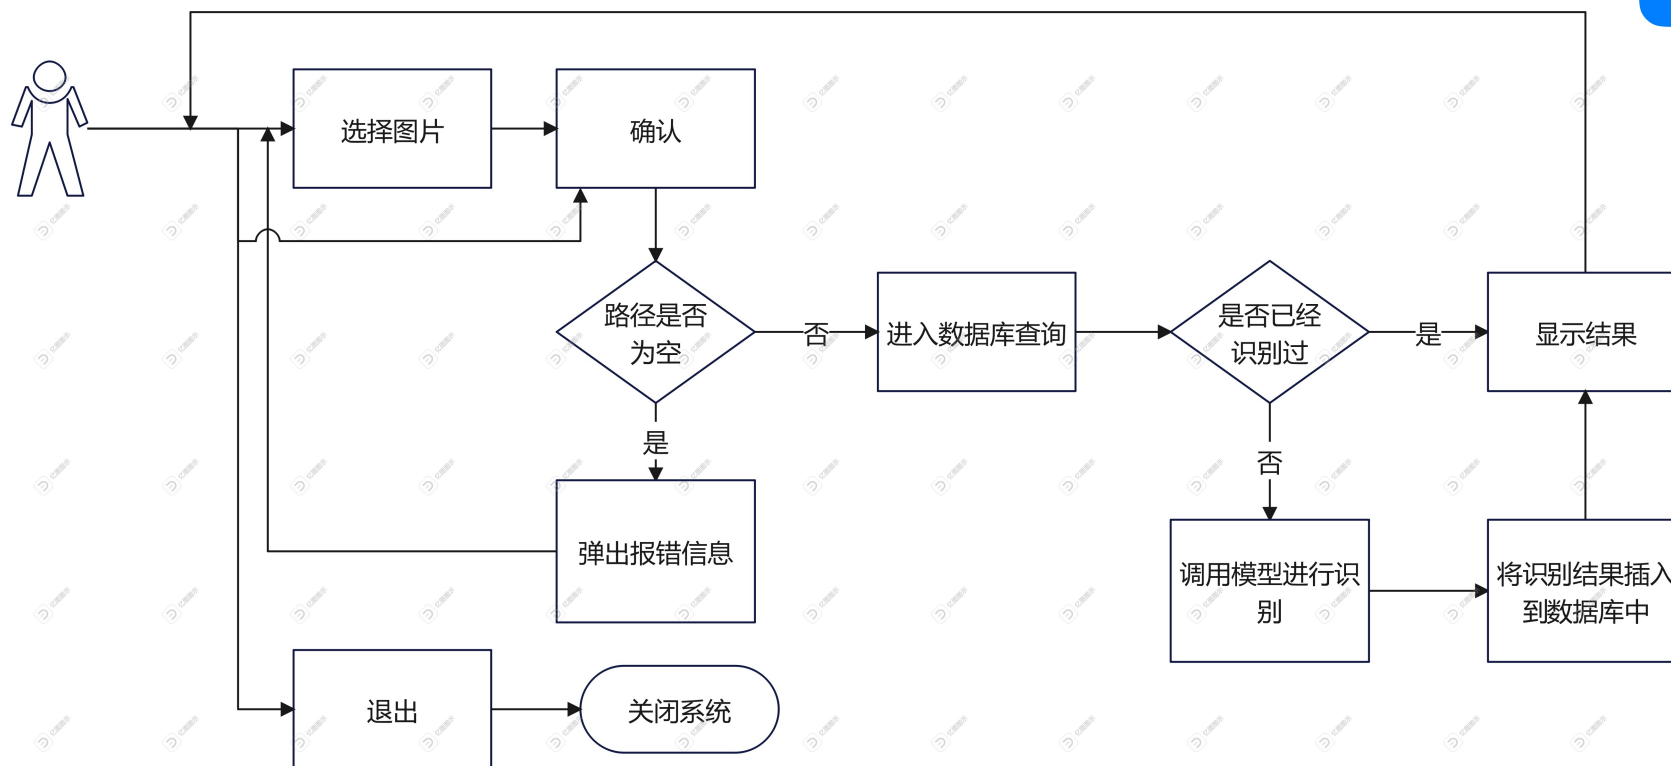 选择图片
确认
路径是否
为空
否
进入数据库查询
是否已经
识别过
是
显示结果
是
否
弹出报错信息
调用模型进行识
别
将识别结果插入
到数据库中
退出
关闭系统